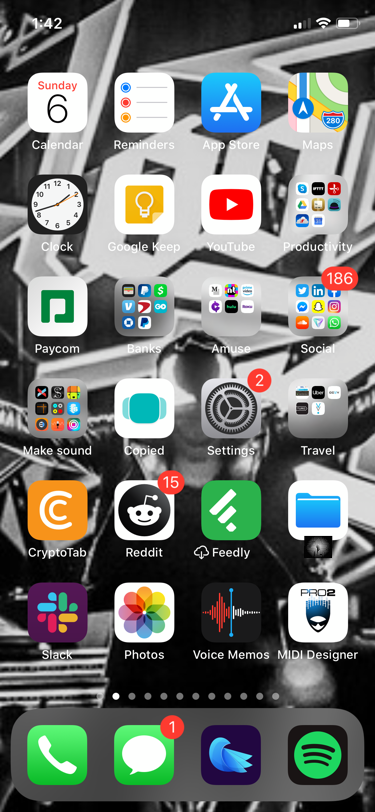 1:42
Sunday
6
Calendar
Reminders
App Store
280
Maps
12
Clock
Google Keep
YouTube
Productivity
Paycom
Banks
Amuse
186
Social
Make sound
Copied
2
Settings
Uber
Travel
CryptoTab
15
Reddit
Feedly
Slack
Photos
Voice Memos
PRO2
MIDI Designer
1